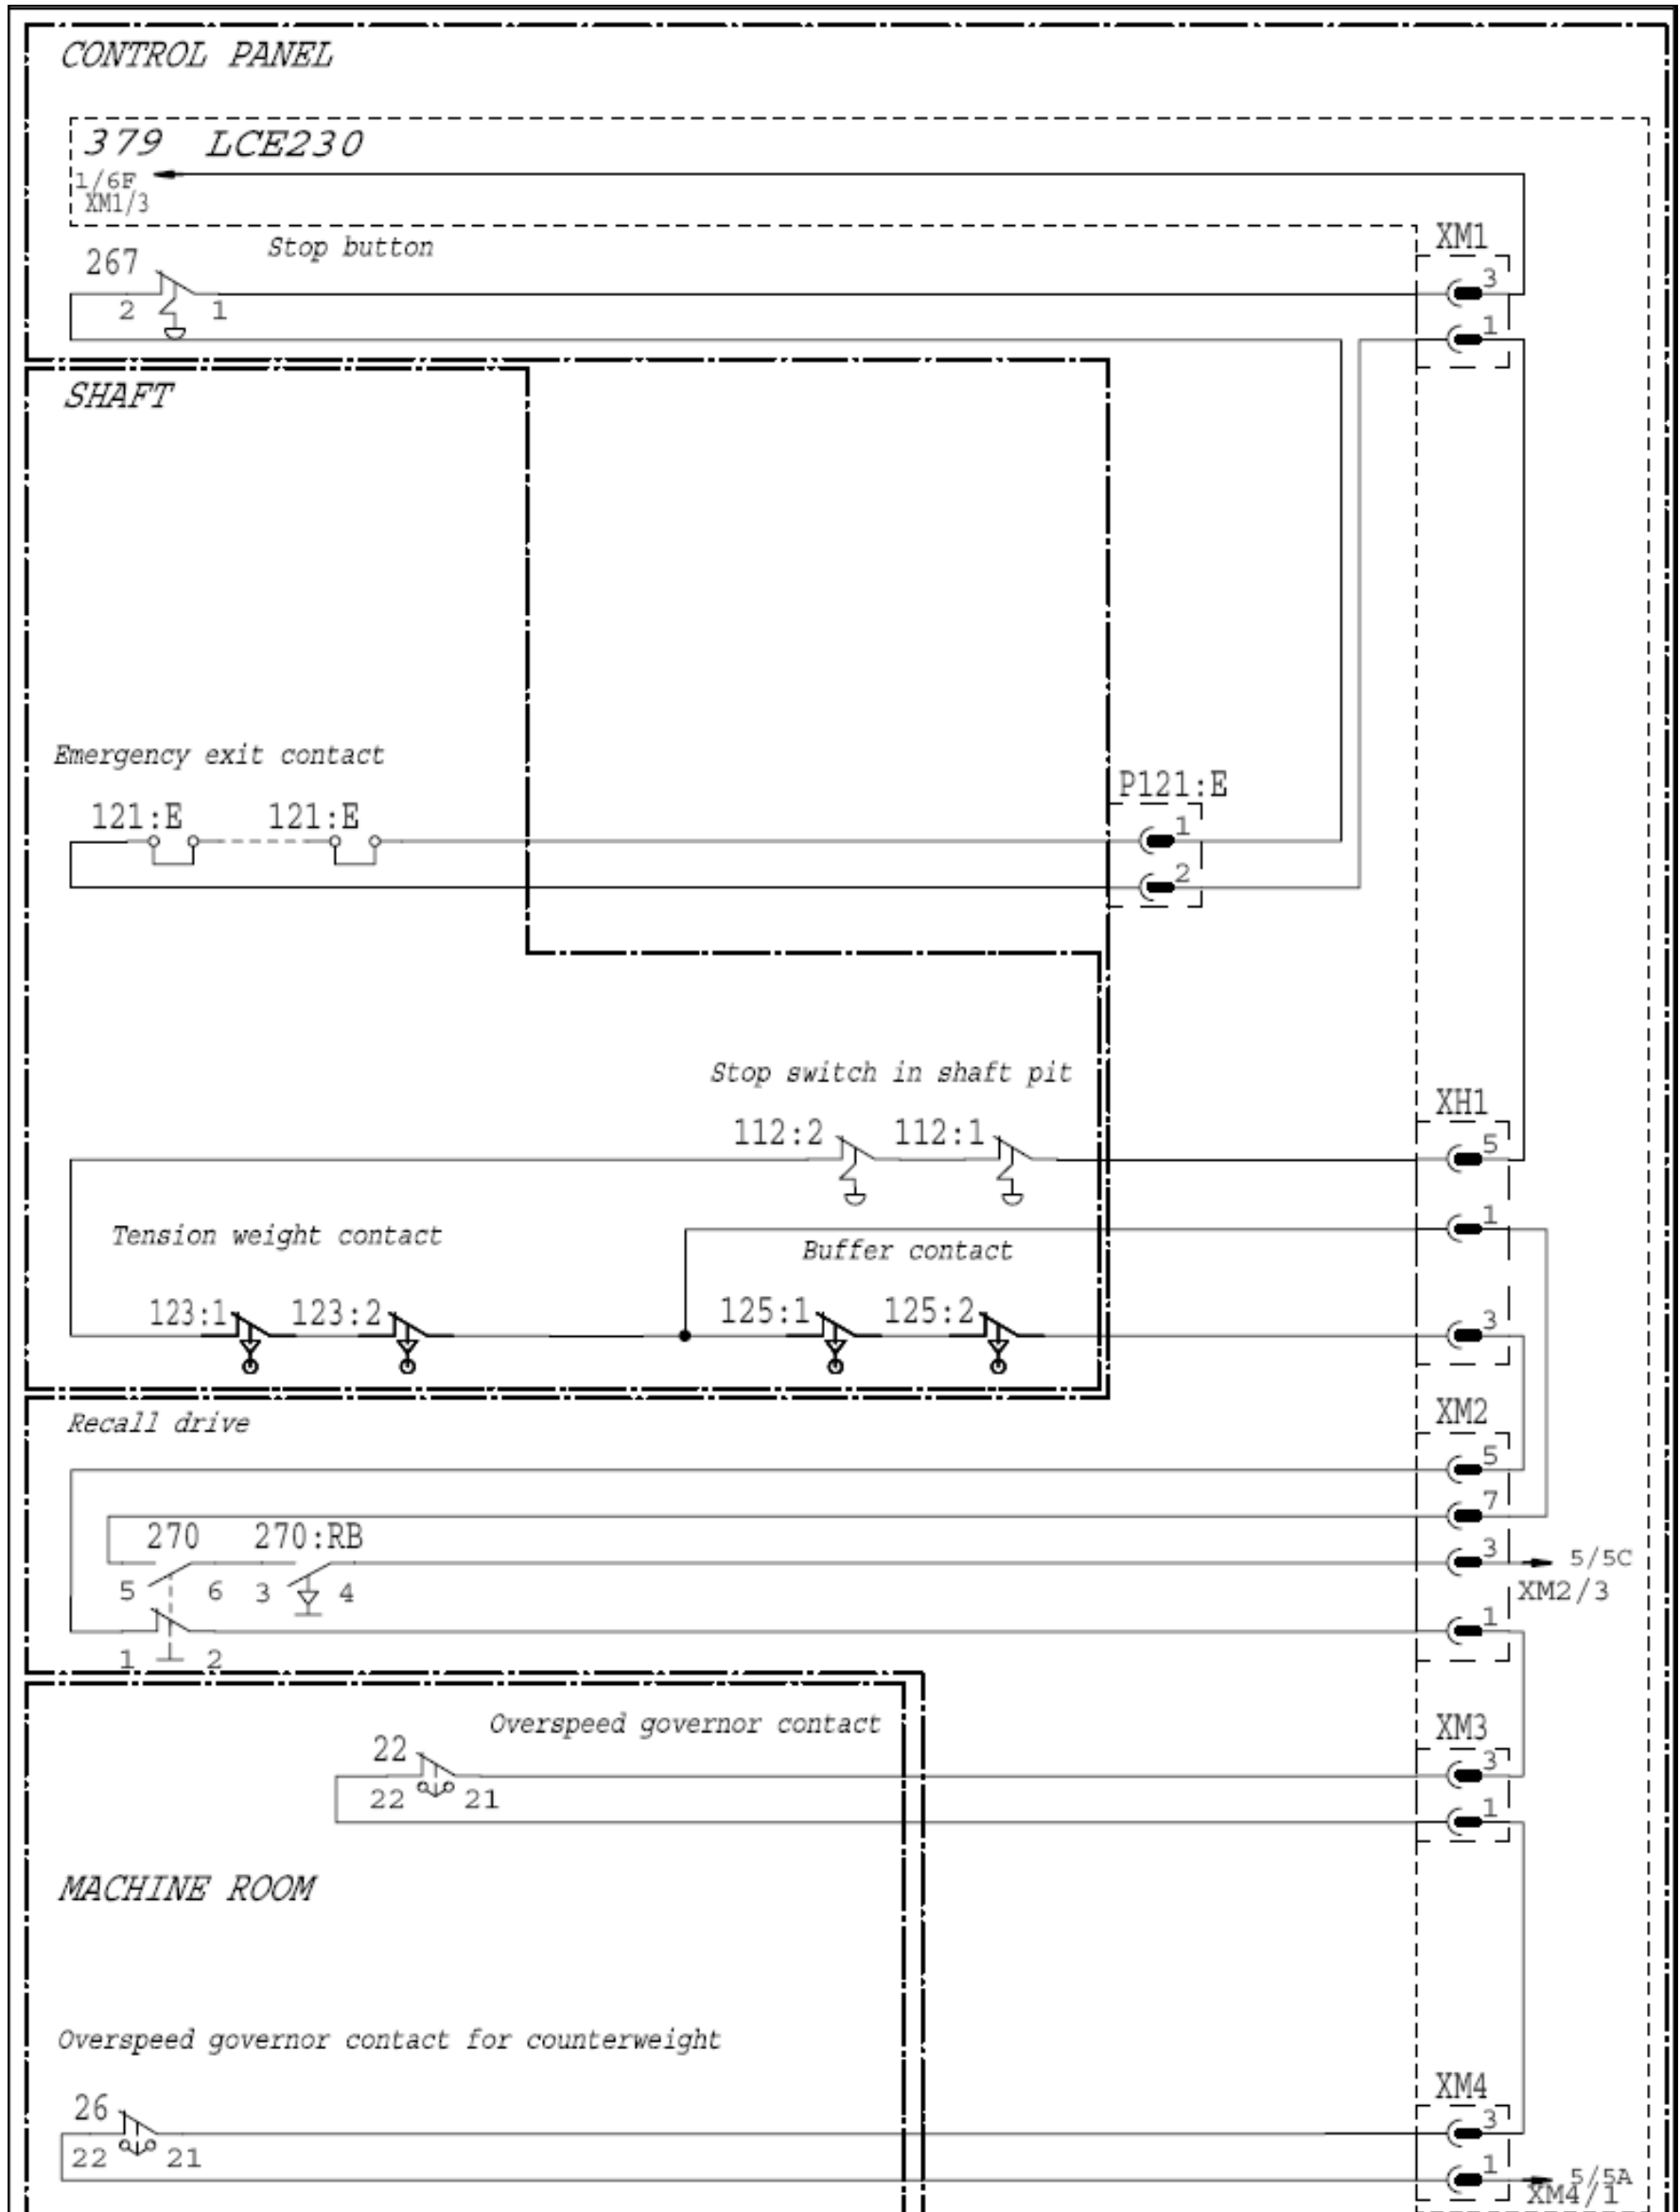 CONTROL PANEL
379 LCE230
1/6F
XM1/3
Stop button
XM1
267
3
2 1
1
SHAFT
Emergency exit contact
P121:E
121:E 121:E
1
2
Stop switch in shaft pit
XH1
112:2 112:1
5
1
Tension weight contact
Buffer contact
123:1 123:2 125:1 125:2
3
Recall drive
XM2
5
7
270 270:RB
3 5/5C
5 6 3 4 XM2/3
1
1 2
Overspeed governor contact
XM3
22
3
22 21
1
MACHINE ROOM
Overspeed governor contact for counterweight
XM4
26
3
22 21
1 5/5A
XM4/1